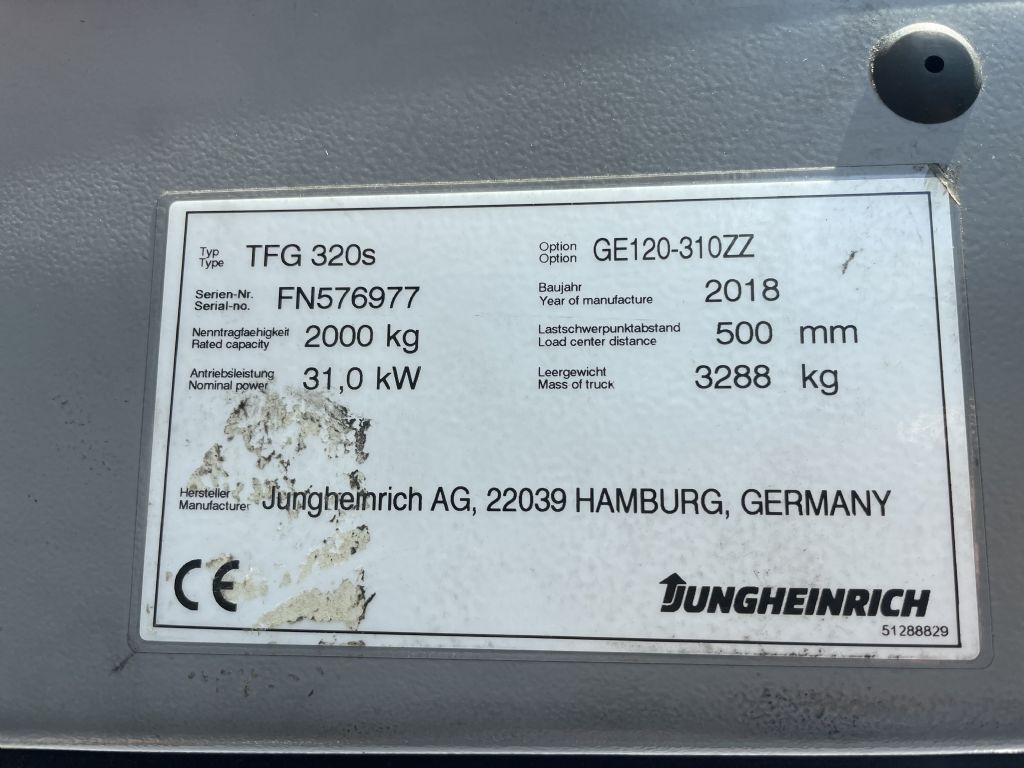 Typ
Type TFG 320s
Option
Option GE120-310ZZ
Serien-Nr.
Serial-no. FN576977
Baujahr
Year of manufacture 2018
Nenntragfaehigkeit
Rated capacity 2000 kg
Lastschwerpunktabstand
Load center distance 500 mm
Antriebsleistung
Nominal power 31,0 kW
Leergewicht
Mass of truck 3288 kg
Hersteller
Manufacturer Jungheinrich AG, 22039 HAMBURG, GERMANY
CE
JUNGHEINRICH
51288829